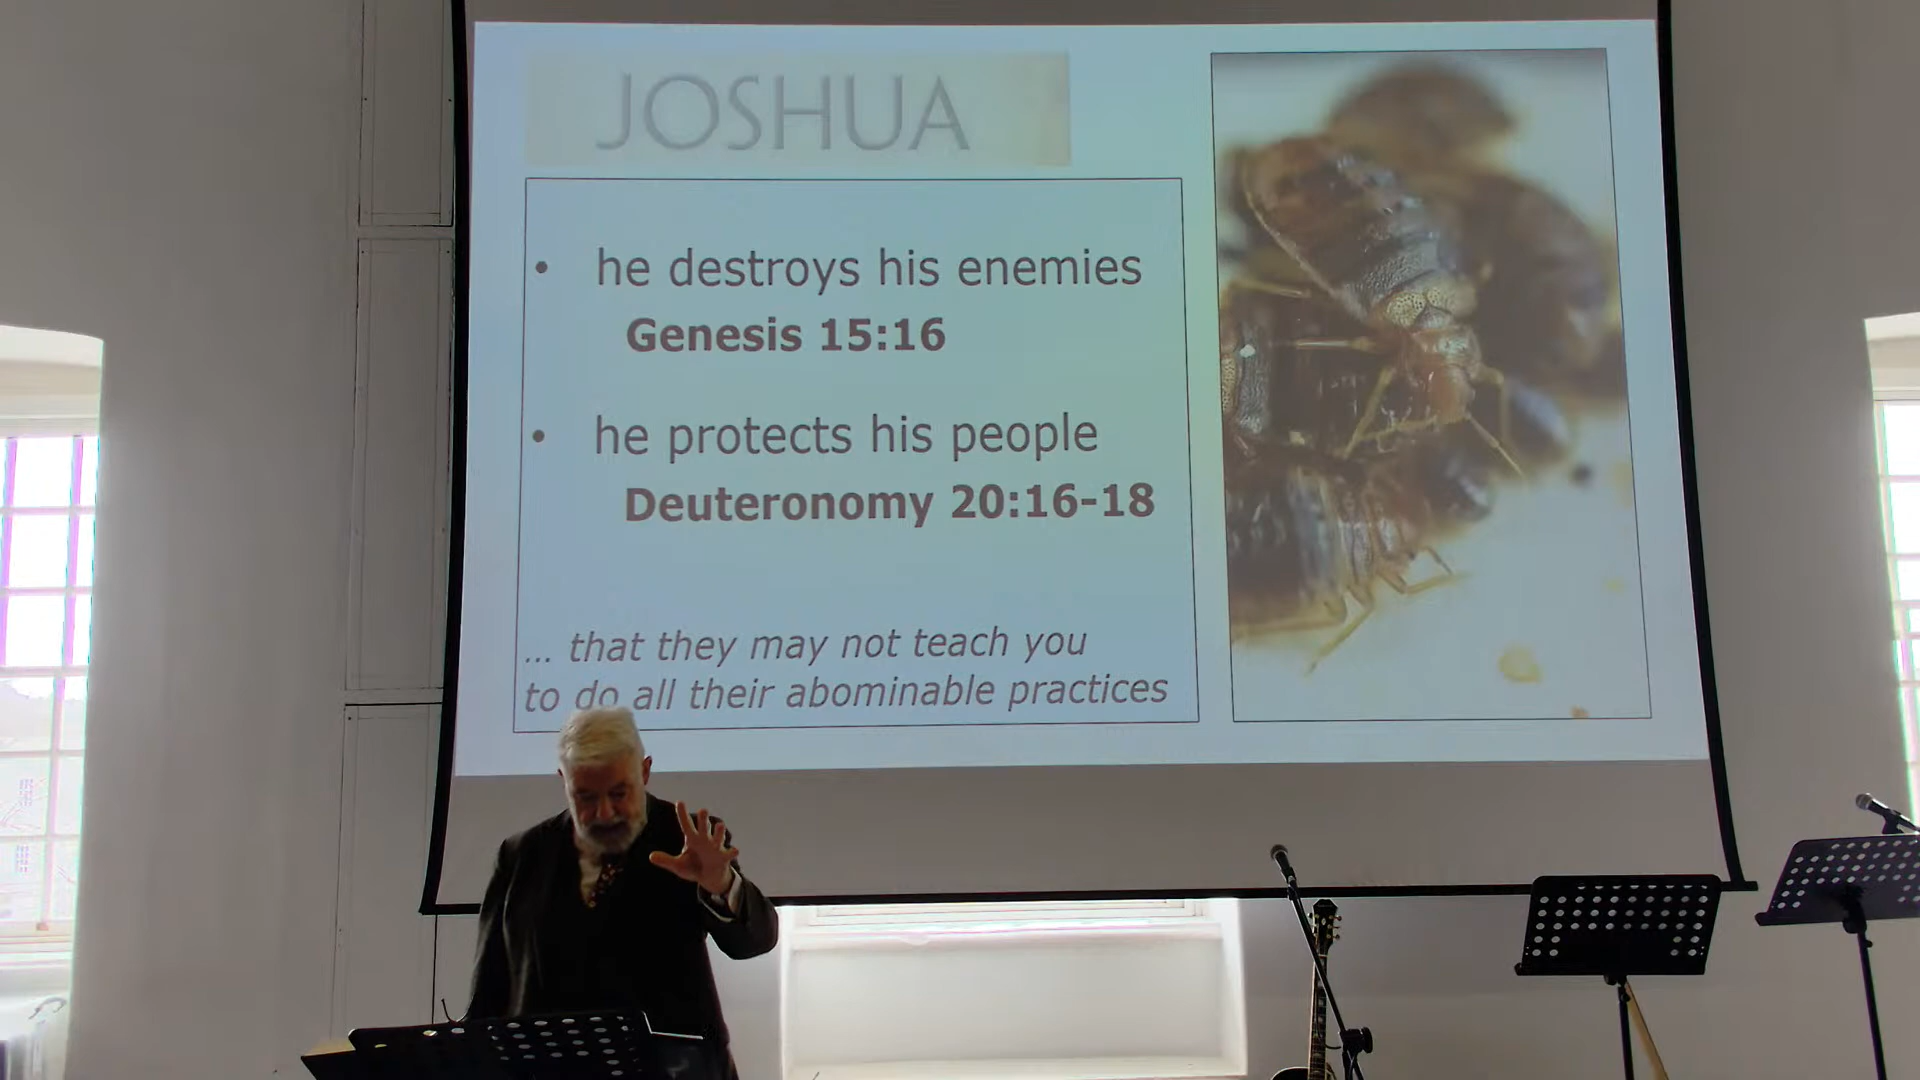 JOSHUA
• he destroys his enemies
Genesis 15:16
• he protects his people
Deuteronomy 20:16-18
... that they may not teach you
to do all their abominable practices